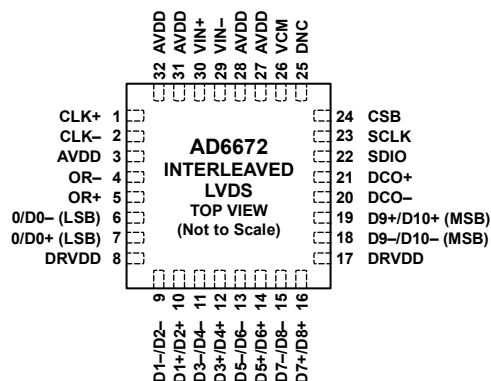 32 AVDD
31 AVDD
30 VIN+
29 VIN–
28 AVDD
27 AVDD
26 VCM
25 DNC
CLK+ 1
CLK– 2
AVDD 3
OR– 4
OR+ 5
0/D0– (LSB) 6
0/D0+ (LSB) 7
DRVDD 8
AD6672
INTERLEAVED
LVDS
TOP VIEW
(Not to Scale)
24 CSB
23 SCLK
22 SDIO
21 DCO+
20 DCO–
19 D9+/D10+ (MSB)
18 D9–/D10– (MSB)
17 DRVDD
D1–/D2– 9
D1+/D2+ 10
D3–/D4– 11
D3+/D4+ 12
D5–/D6– 13
D5+/D6+ 14
D7–/D8– 15
D7+/D8+ 16